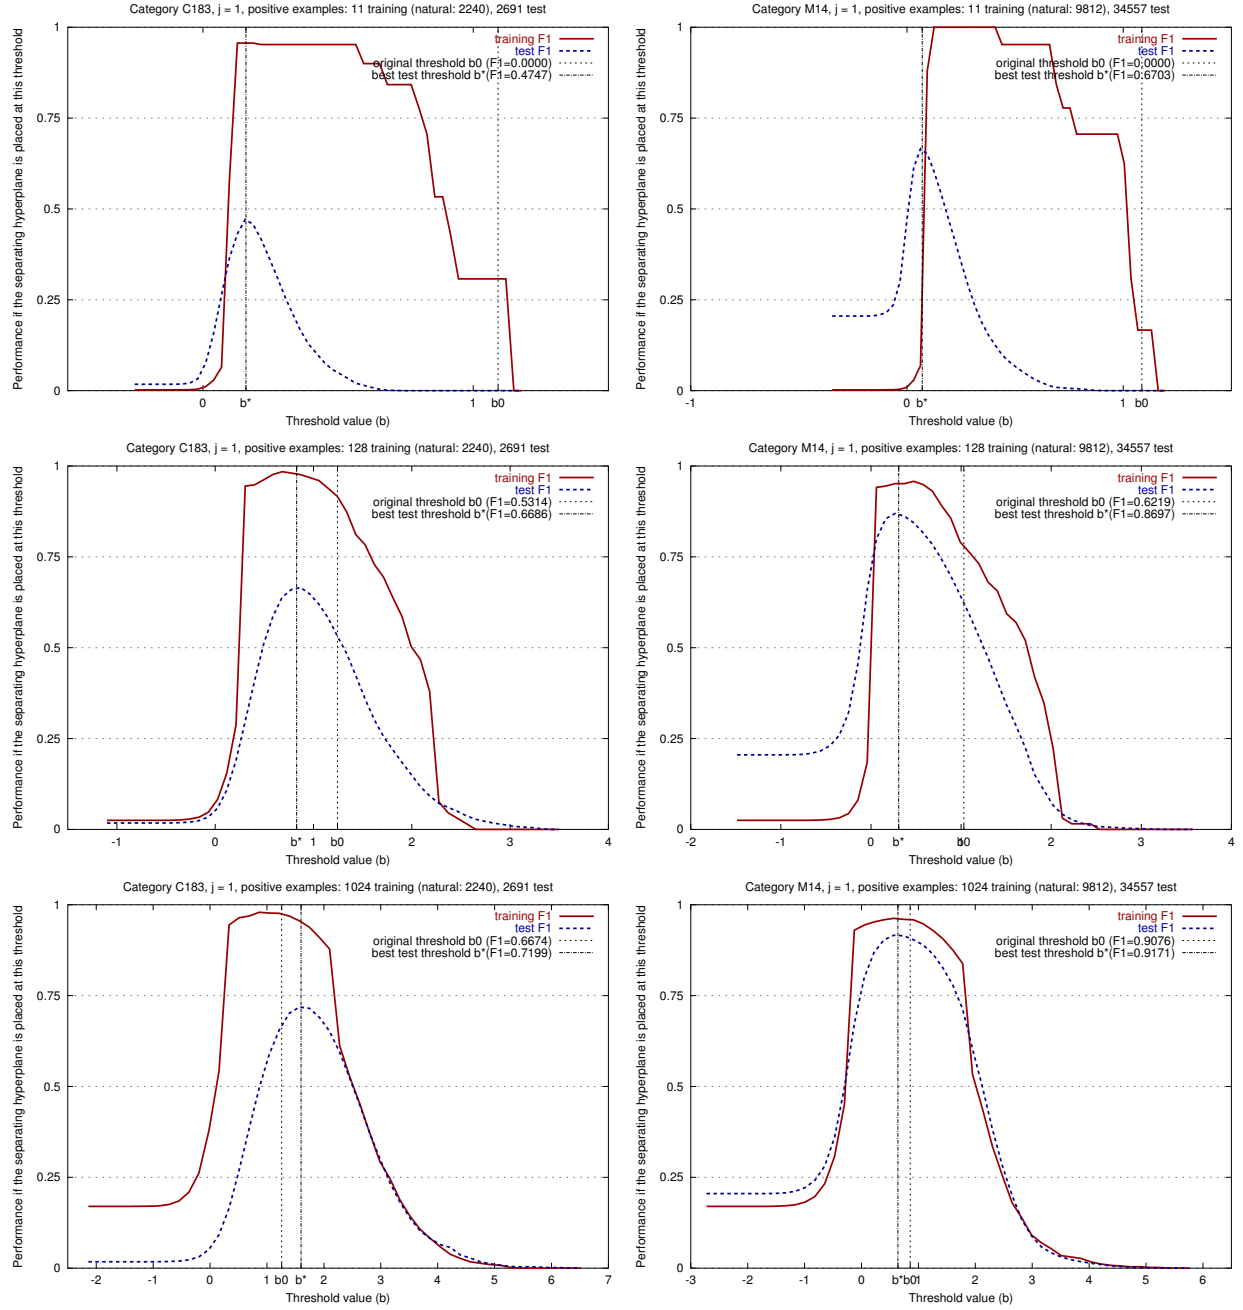 Category C183, j = 1, positive examples: 11 training (natural: 2240), 2691 test
Performance if the separating hyperplane is placed at this threshold
1
0.75
0.5
0.25
0
training F1
test F1
original threshold b0 (F1=0.0000)
best test threshold b*(F1=0.4747)
0 b* 1 b0
Threshold value (b)
Category M14, j = 1, positive examples: 11 training (natural: 9812), 34557 test
Performance if the separating hyperplane is placed at this threshold
1
0.75
0.5
0.25
0
training F1
test F1
original threshold b0 (F1=0.0000)
best test threshold b*(F1=0.6703)
-1 0 b* 1 b0
Threshold value (b)
Category C183, j = 1, positive examples: 128 training (natural: 2240), 2691 test
Performance if the separating hyperplane is placed at this threshold
1
0.75
0.5
0.25
0
training F1
test F1
original threshold b0 (F1=0.5314)
best test threshold b*(F1=0.6686)
-1 0 b* 1 b0 2 3 4
Threshold value (b)
Category M14, j = 1, positive examples: 128 training (natural: 9812), 34557 test
Performance if the separating hyperplane is placed at this threshold
1
0.75
0.5
0.25
0
training F1
test F1
original threshold b0 (F1=0.6219)
best test threshold b*(F1=0.8697)
-2 -1 0 b* 1 b0 2 3 4
Threshold value (b)
Category C183, j = 1, positive examples: 1024 training (natural: 2240), 2691 test
Performance if the separating hyperplane is placed at this threshold
1
0.75
0.5
0.25
0
training F1
test F1
original threshold b0 (F1=0.6674)
best test threshold b*(F1=0.7199)
-2 -1 0 1 b0 b* 2 3 4 5 6 7
Threshold value (b)
Category M14, j = 1, positive examples: 1024 training (natural: 9812), 34557 test
Performance if the separating hyperplane is placed at this threshold
1
0.75
0.5
0.25
0
training F1
test F1
original threshold b0 (F1=0.9076)
best test threshold b*(F1=0.9171)
-3 -2 -1 0 b* b0 1 2 3 4 5 6
Threshold value (b)